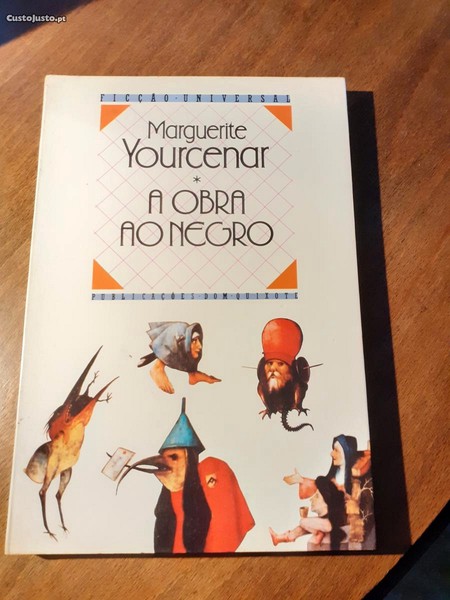 CustoJusto.pt
FICÇÃO·UNIVERSAL
Marguerite
Yourcenar
*
A OBRA
AO NEGRO
PUBLICAÇÕES·DOM·QUIXOTE